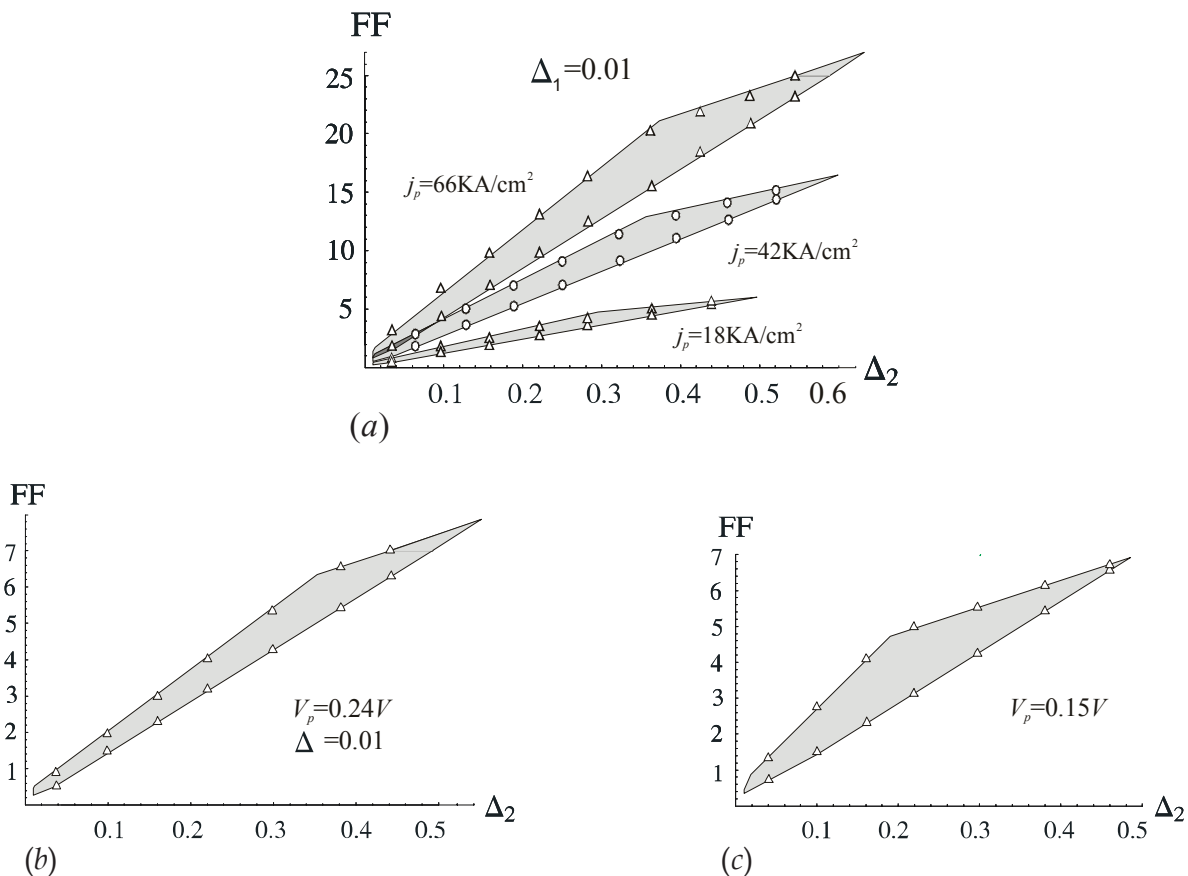 FF
Δ₁=0.01
25
20
15
10
5
jₚ=66KA/cm²
jₚ=42KA/cm²
jₚ=18KA/cm²
0.1 0.2 0.3 0.4 0.5 0.6 Δ₂
(a)
FF
7
6
5
4
3
2
1
Vₚ=0.24V
Δ =0.01
0.1 0.2 0.3 0.4 0.5 Δ₂
(b)
FF
7
6
5
4
3
2
1
Vₚ=0.15V
0.1 0.2 0.3 0.4 0.5 Δ₂
(c)